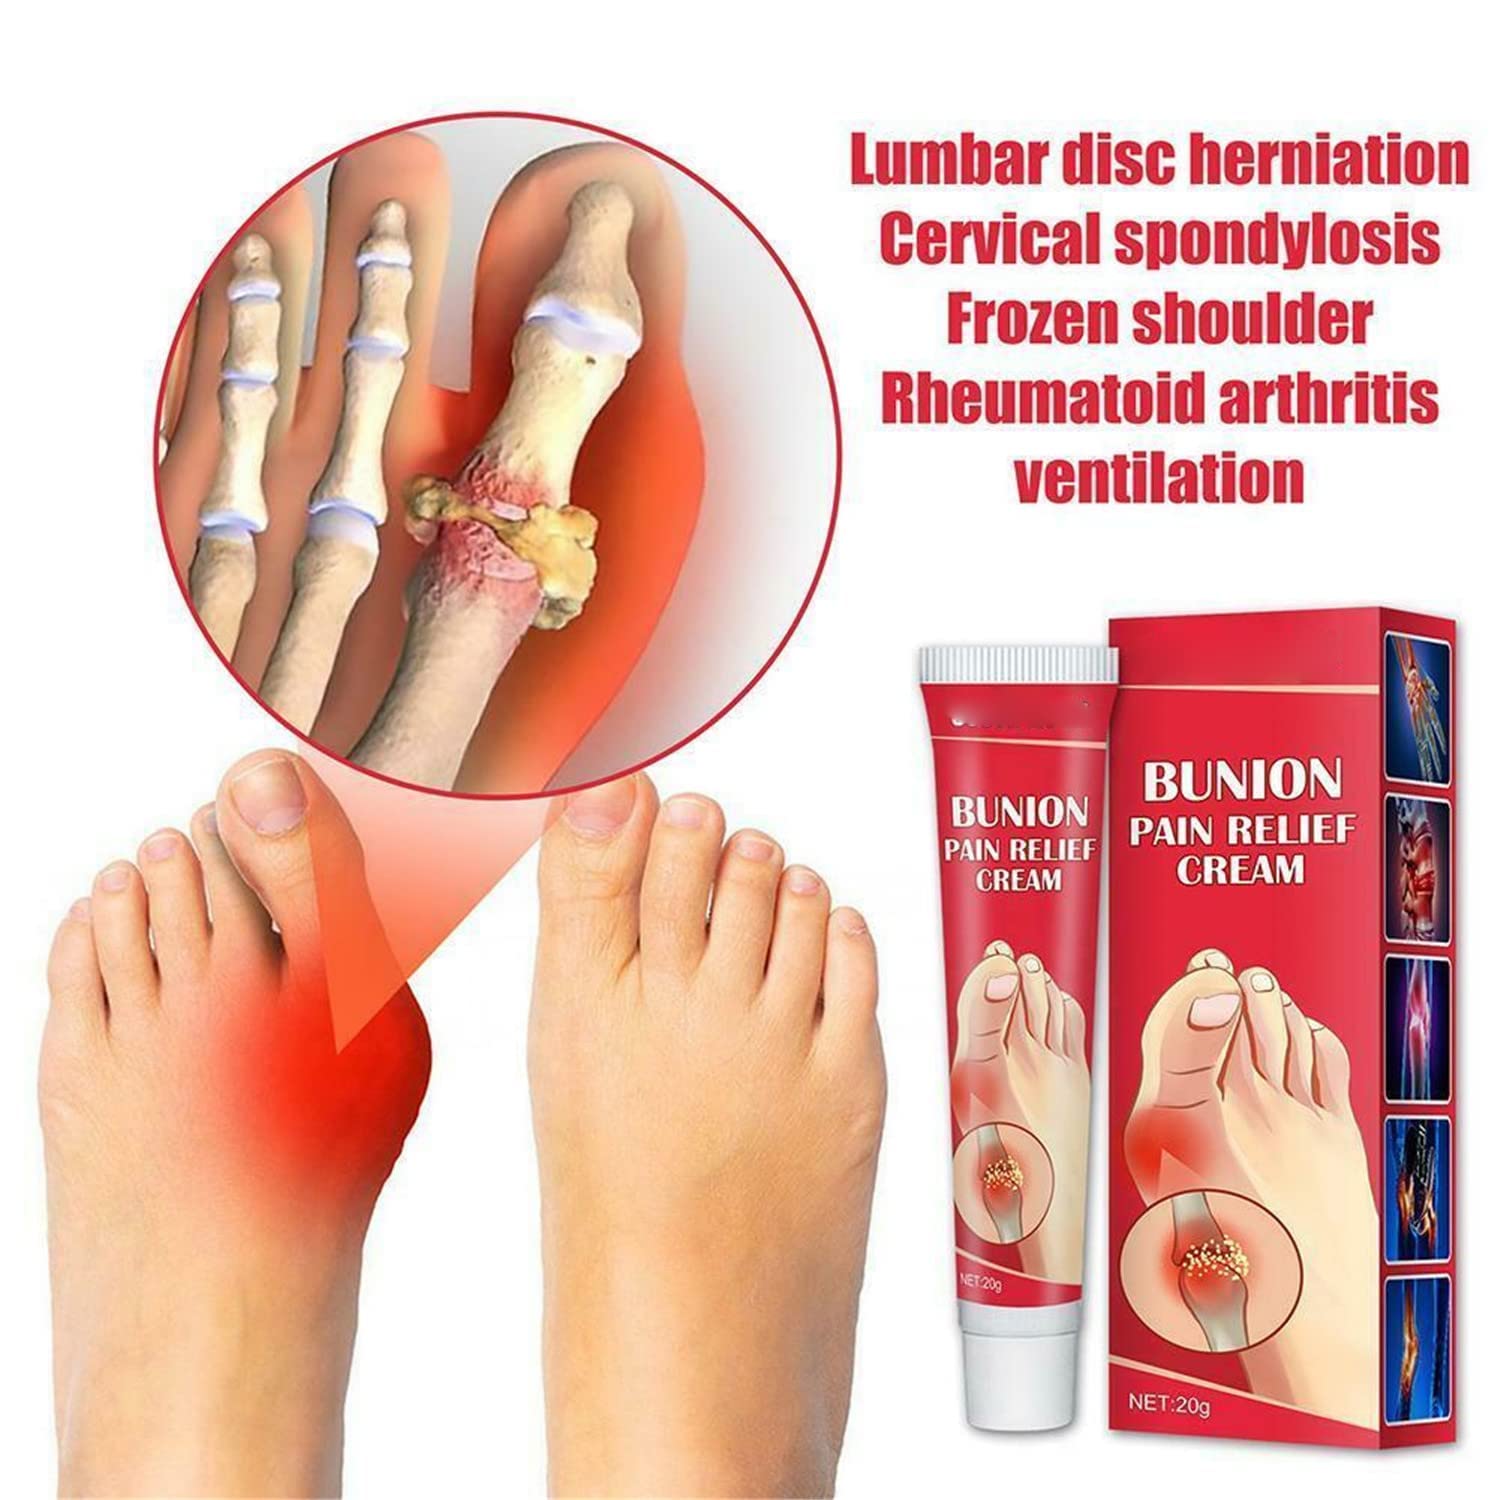 Lumbar disc herniation
Cervical spondylosis
Frozen shoulder
Rheumatoid arthritis
ventilation
BUNION
PAIN RELIEF
CREAM
NET:20g
BUNION
PAIN RELIEF
CREAM
NET:20g